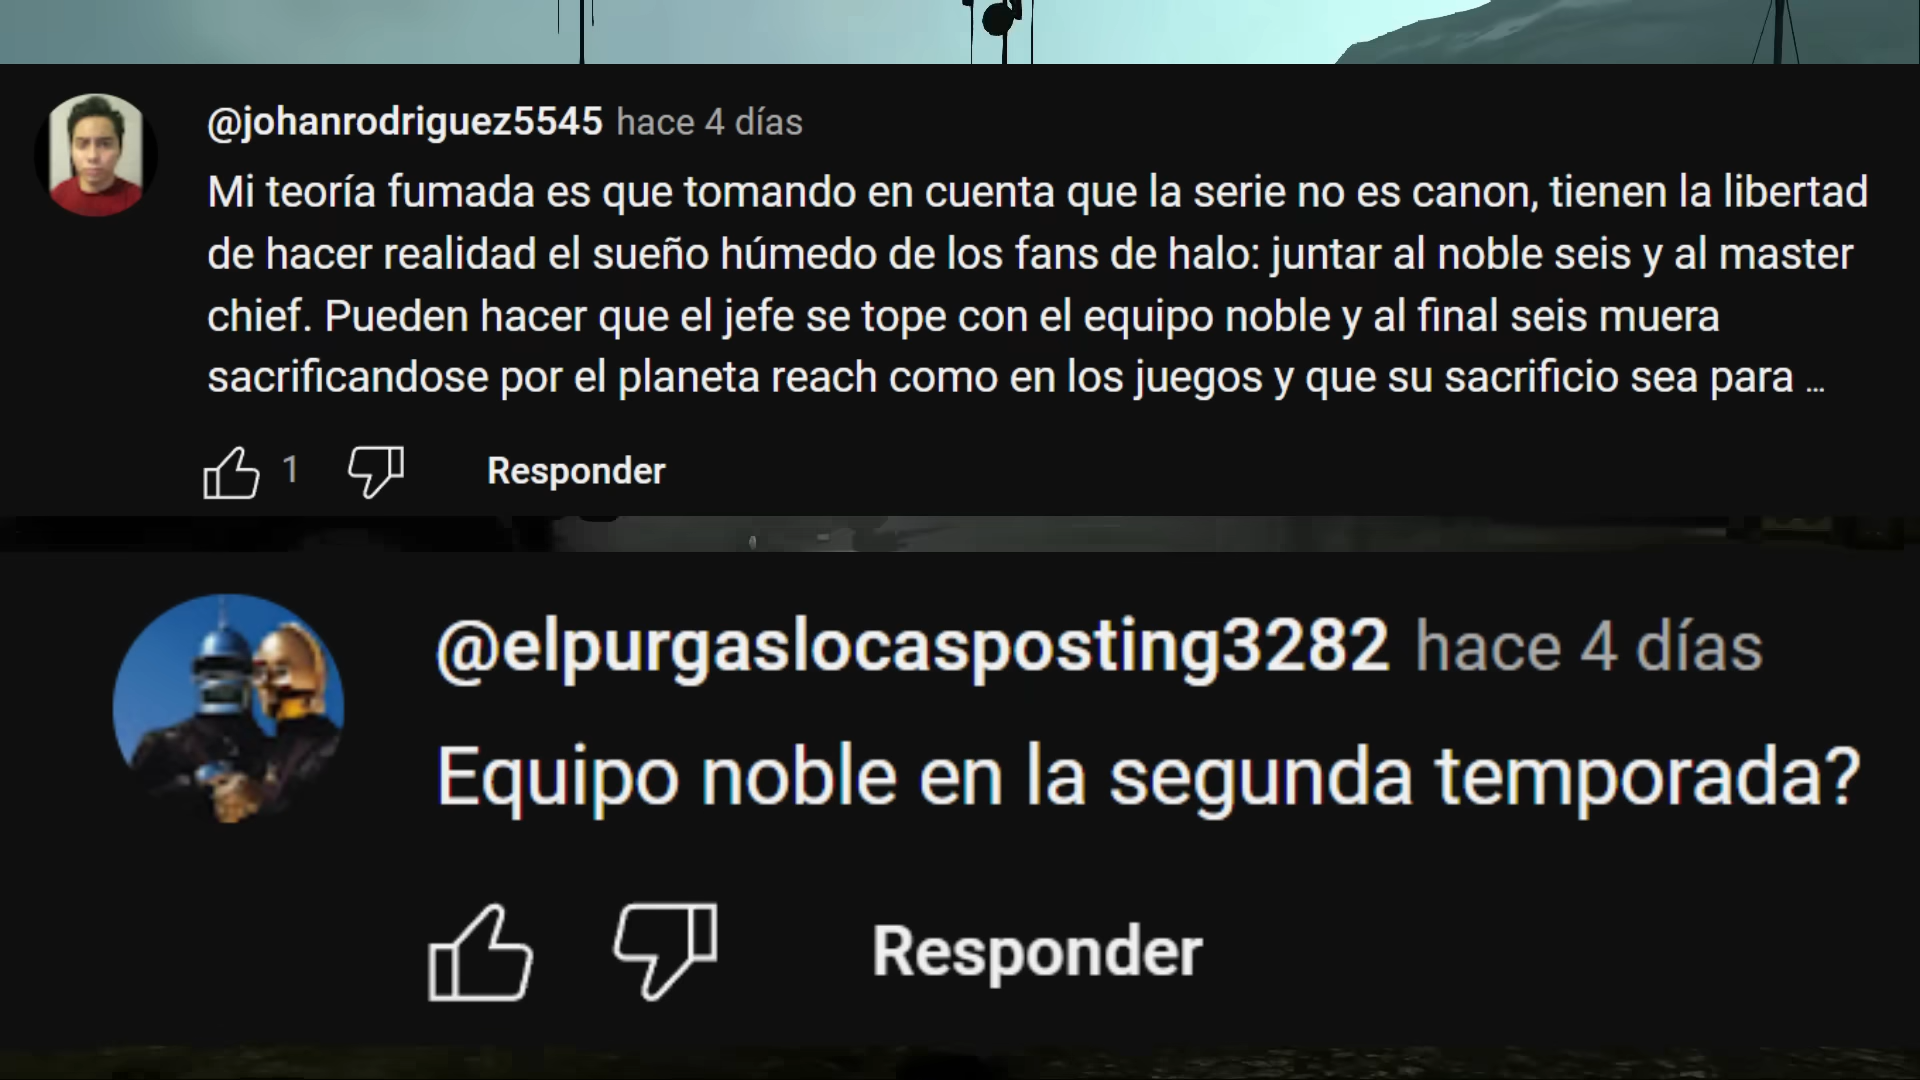 @johanrodriguez5545 hace 4 días
Mi teoría fumada es que tomando en cuenta que la serie no es canon, tienen la libertad
de hacer realidad el sueño húmedo de los fans de halo: juntar al noble seis y al master
chief. Pueden hacer que el jefe se tope con el equipo noble y al final seis muera
sacrificandose por el planeta reach como en los juegos y que su sacrificio sea para ...
1 Responder
@elpurgaslocasposting3282 hace 4 días
Equipo noble en la segunda temporada?
Responder